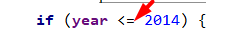 if (year <= 2014) {